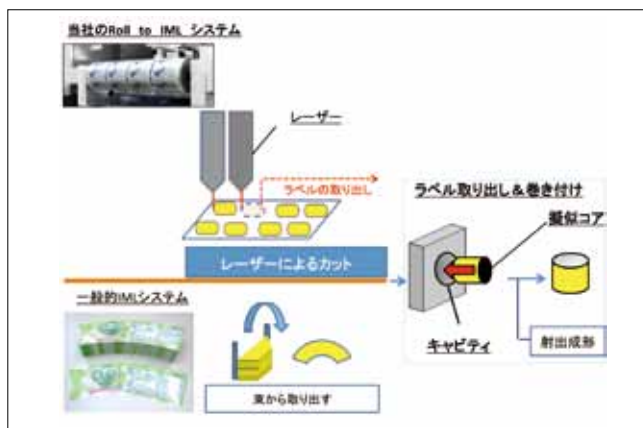 当社のRoll to IML システム
レーザー
ラベルの取り出し
レーザーによるカット
一般的IMLシステム
束から取り出す
ラベル取り出し&巻き付け
擬似コア
キャビティ
射出成形